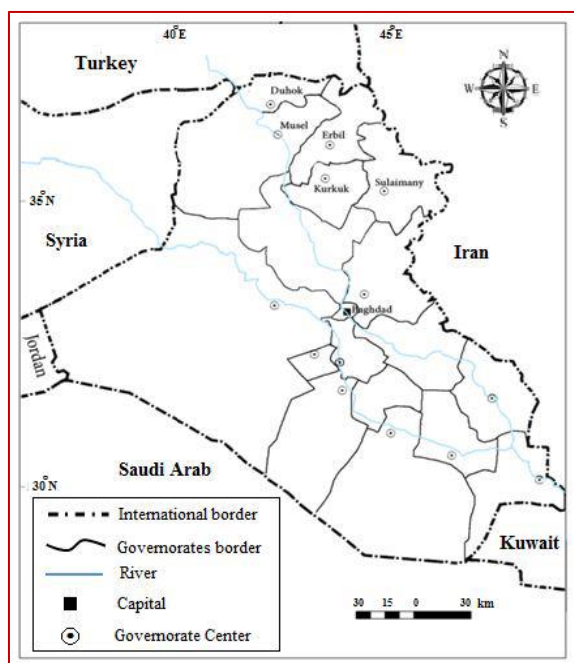 40 E
45 E
Turkey
N
W
E
S
Duhok
Musel
Erbil
Kurkuk
Sulaimany
35 N
Syria
Iran
Baghdad
Jordan
Saudi Arab
30 N
Kuwait
International border
Governorates border
River
Capital
Governorate Center
30 15 0 30 km